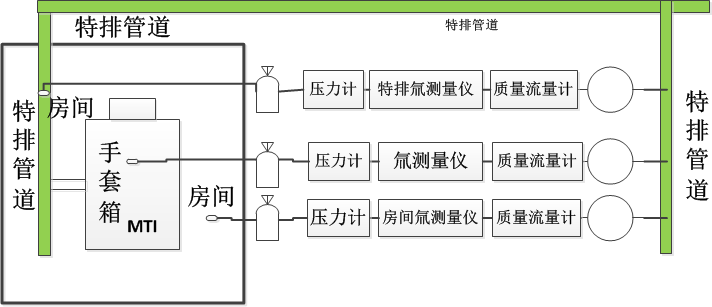 特排管道
特排管道
压力计
特排氚测量仪
质量流量计
房间
特排管道
手套箱
MTI
压力计
氚测量仪
质量流量计
特排管道
房间
压力计
房间氚测量仪
质量流量计